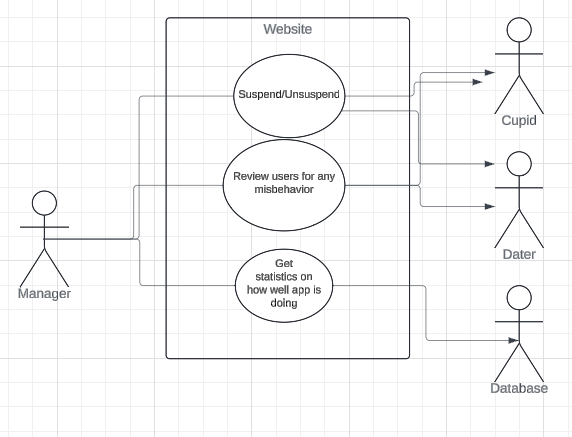 Website
Suspend/Unsuspend
Cupid
Review users for any
misbehavior
Dater
Manager
Get
statistics on
how well app is
doing
Database